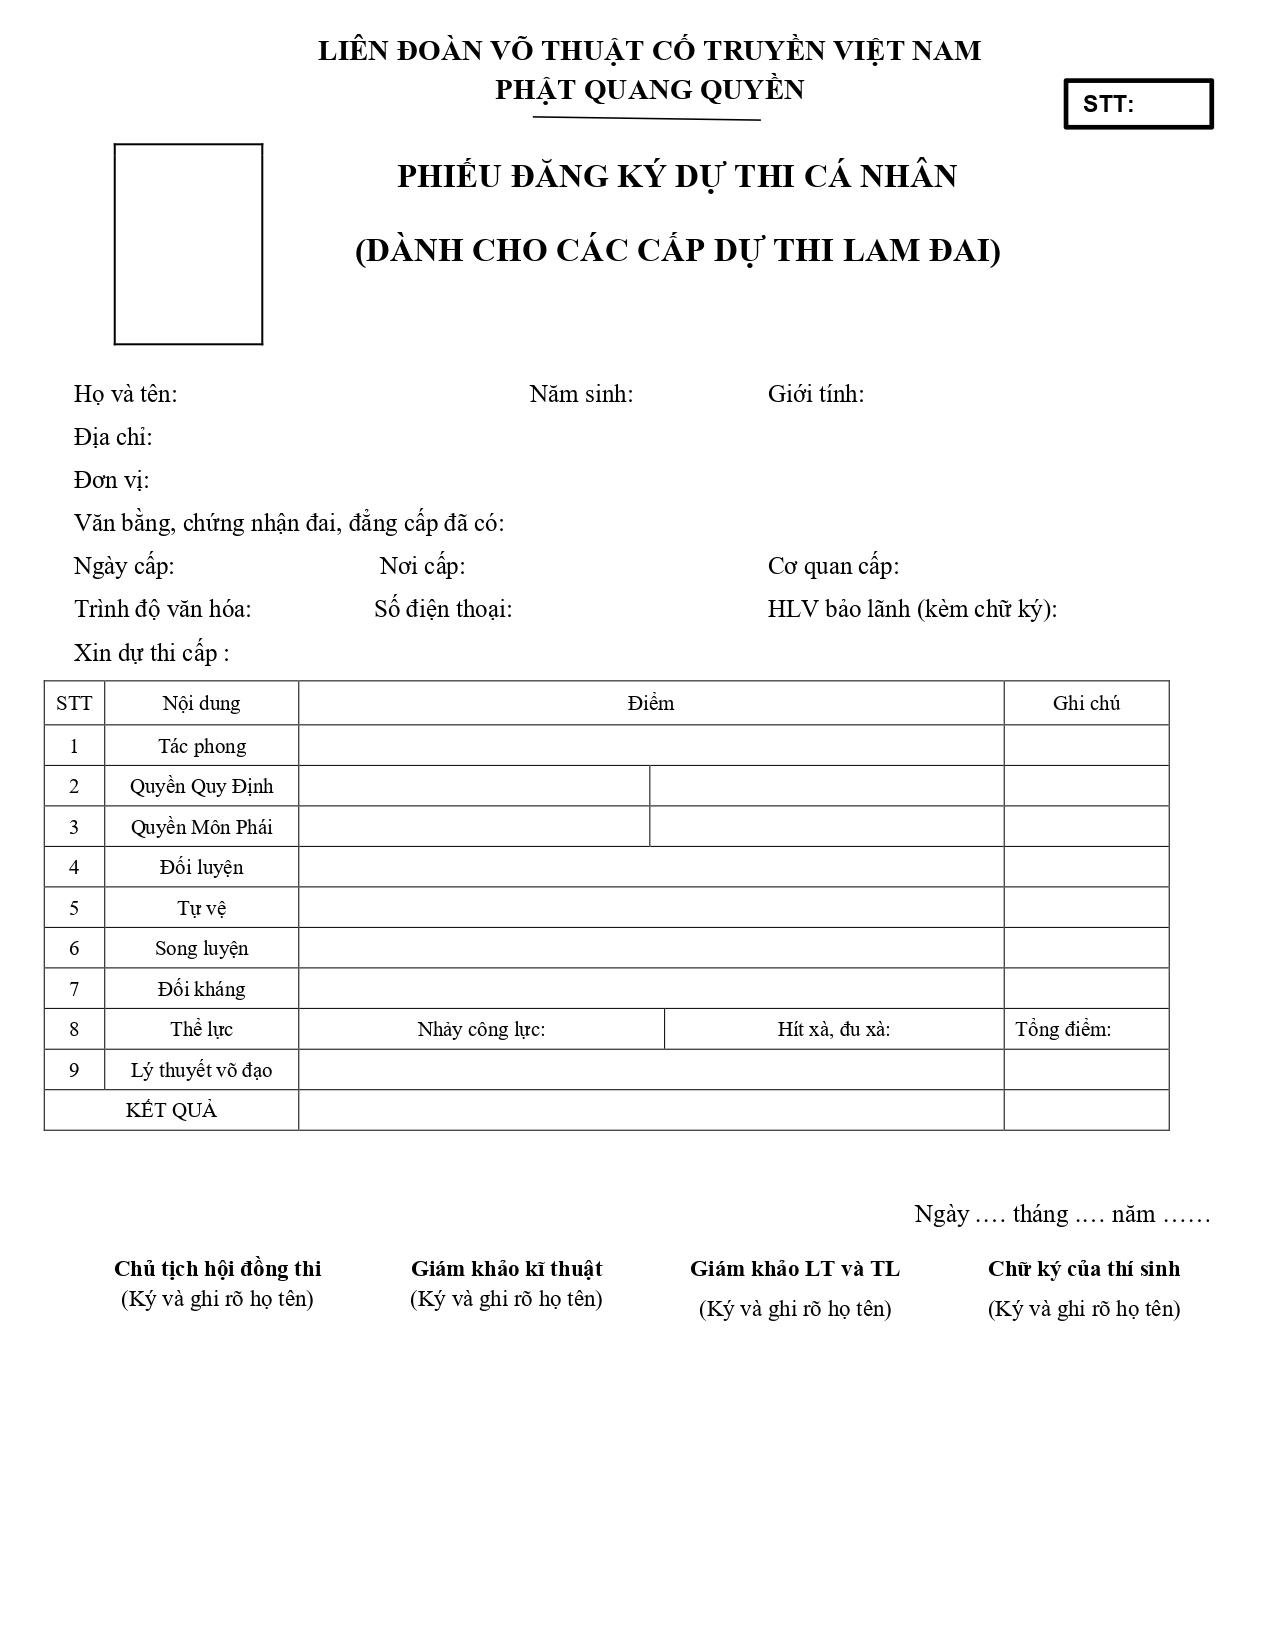 LIÊN ĐOÀN VÕ THUẬT CỔ TRUYỀN VIỆT NAM
PHẬT QUANG QUYỀN
STT:
PHIẾU ĐĂNG KÝ DỰ THI CÁ NHÂN
(DÀNH CHO CÁC CẤP DỰ THI LAM ĐAI)
Họ và tên: Năm sinh: Giới tính:
Địa chỉ:
Đơn vị:
Văn bằng, chứng nhận đai, đẳng cấp đã có:
Ngày cấp: Nơi cấp: Cơ quan cấp:
Trình độ văn hóa: Số điện thoại: HLV bảo lãnh (kèm chữ ký):
Xin dự thi cấp :
STT Nội dung Điểm Ghi chú
1 Tác phong
2 Quyền Quy Định
3 Quyền Môn Phái
4 Đối luyện
5 Tự vệ
6 Song luyện
7 Đối kháng
8 Thể lực Nhảy công lực: Hít xà, đu xà: Tổng điểm:
9 Lý thuyết võ đạo
KẾT QUẢ
Ngày …. tháng …. năm ……
Chủ tịch hội đồng thi Giám khảo kĩ thuật Giám khảo LT và TL Chữ ký của thí sinh
(Ký và ghi rõ họ tên) (Ký và ghi rõ họ tên) (Ký và ghi rõ họ tên) (Ký và ghi rõ họ tên)